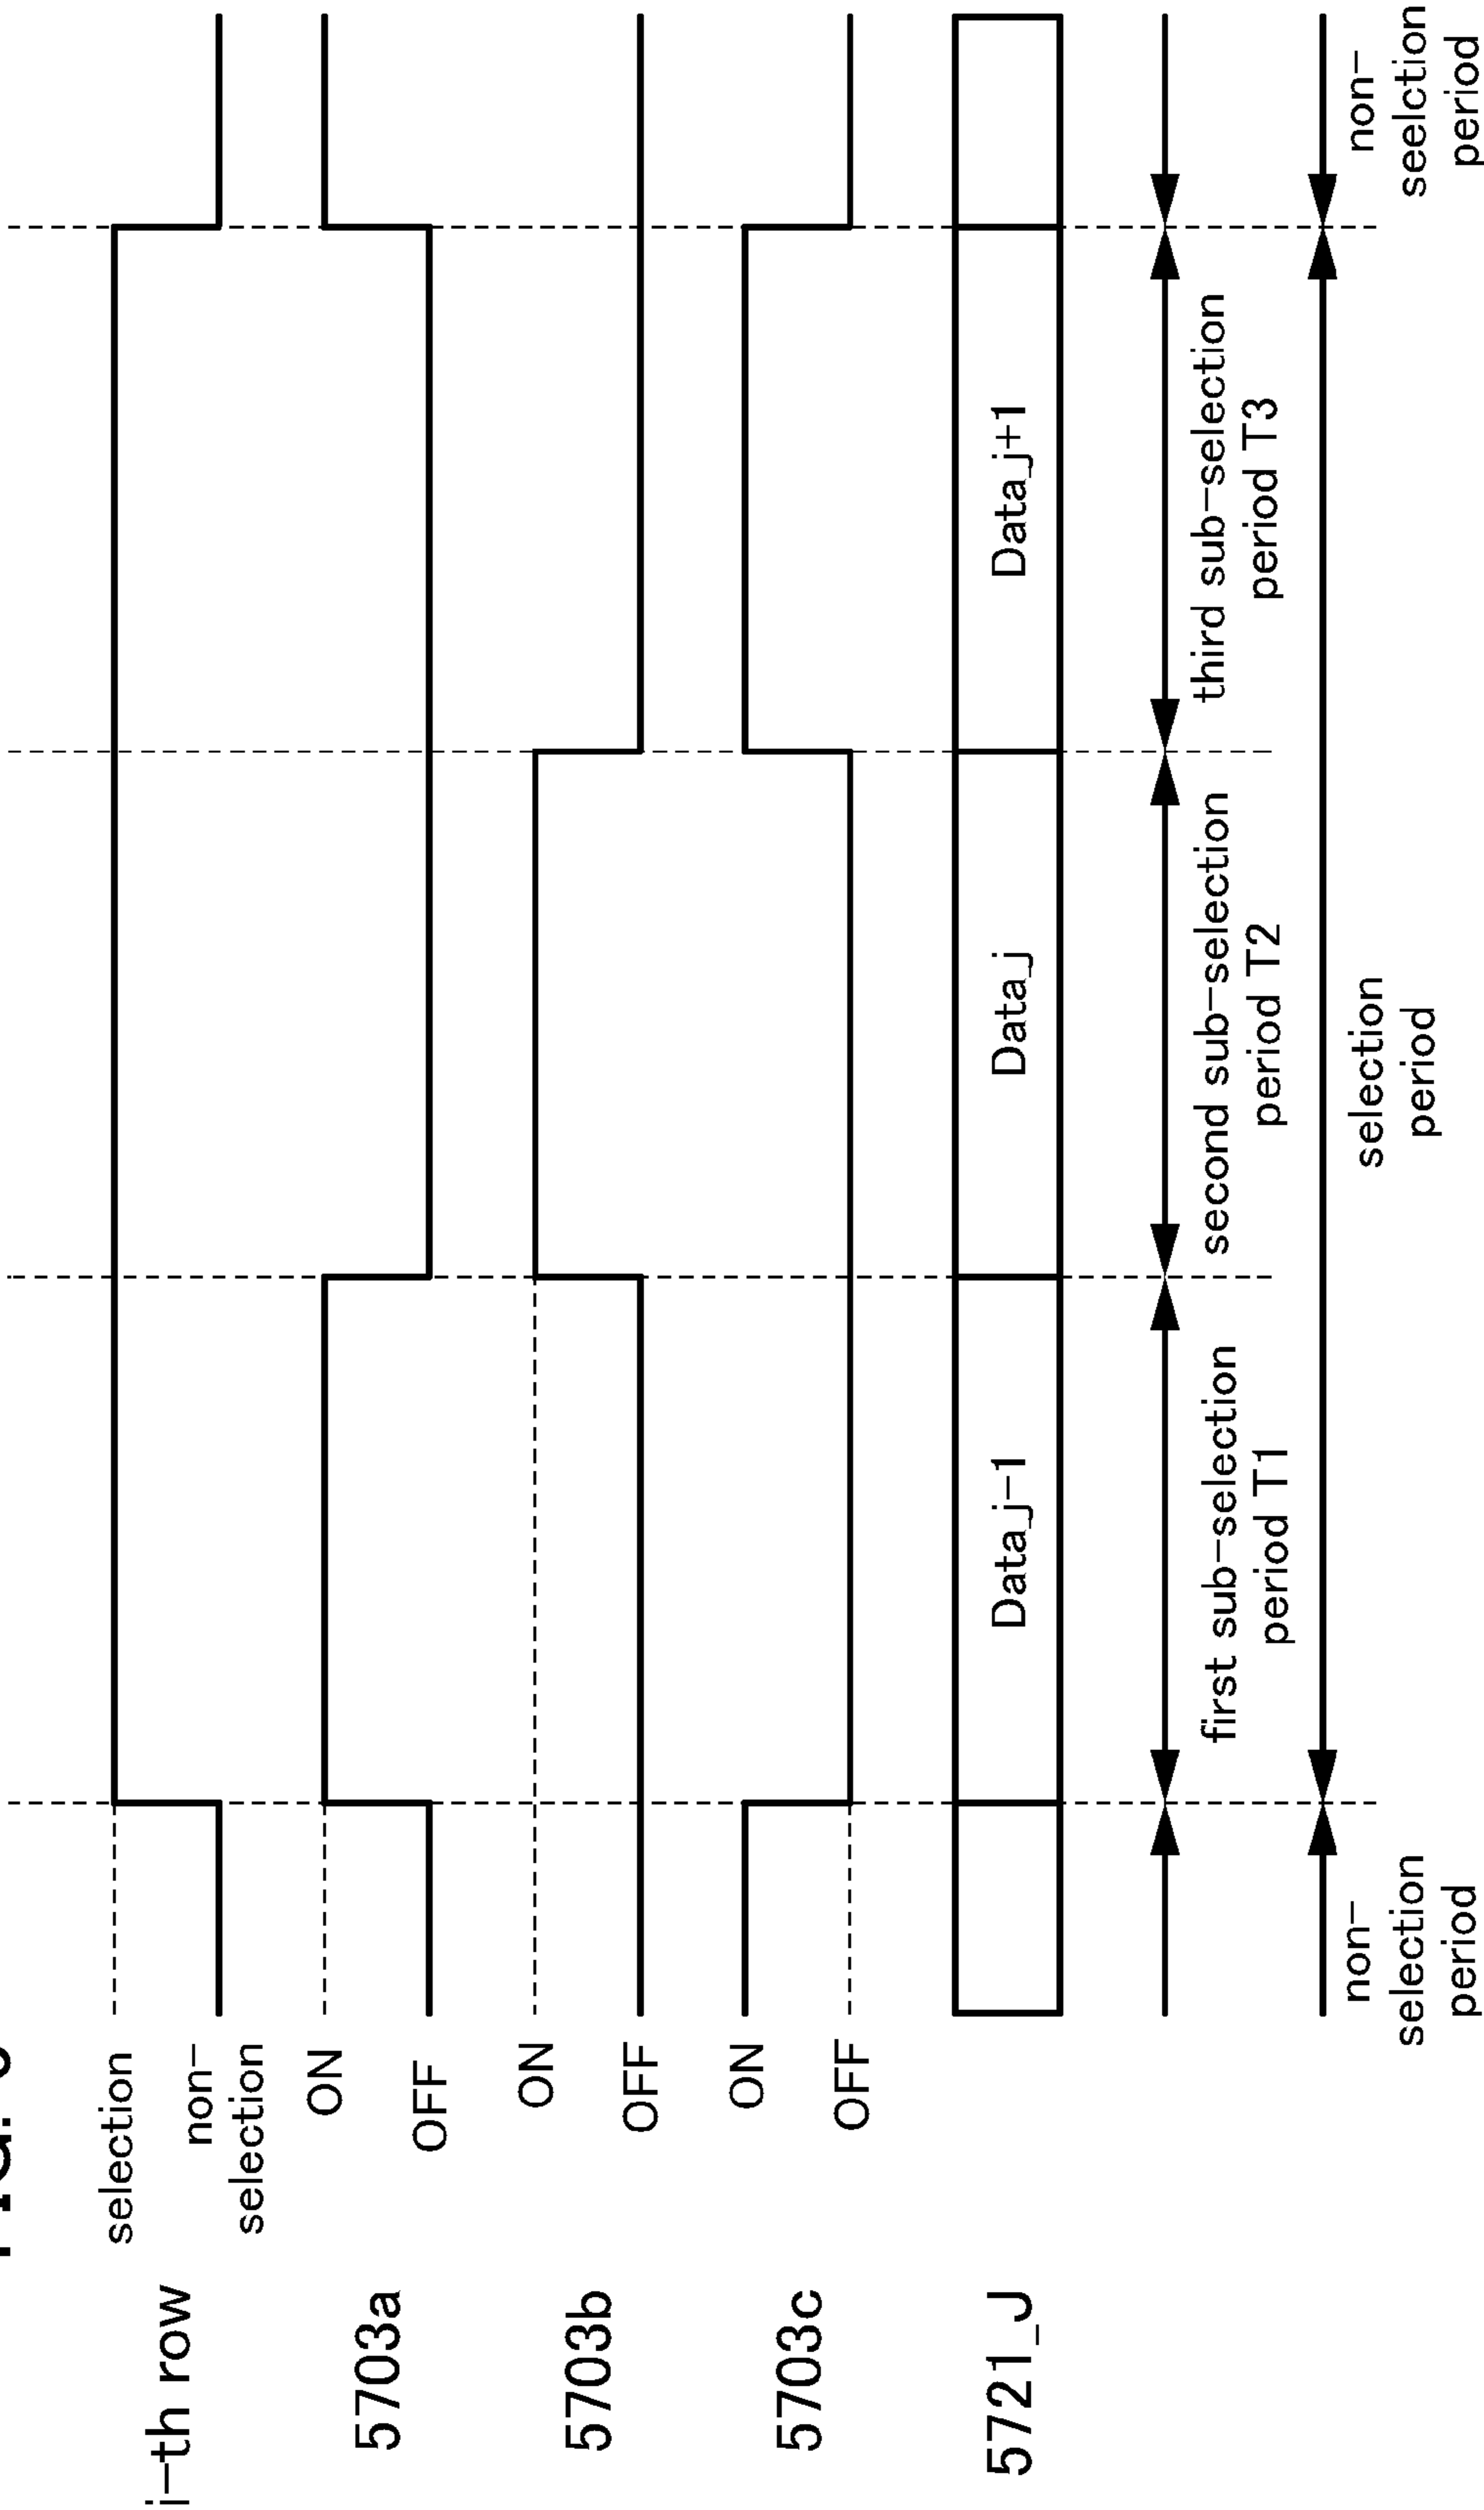 i-th row
selection
non-
selection
5703a
ON
OFF
5703b
ON
OFF
5703c
ON
OFF
5721_J
Data_j-1
Data_j
Data_j+1
first sub-selection
period T1
second sub-selection
period T2
third sub-selection
period T3
non-
selection
period
selection
period
non-
seelction
period